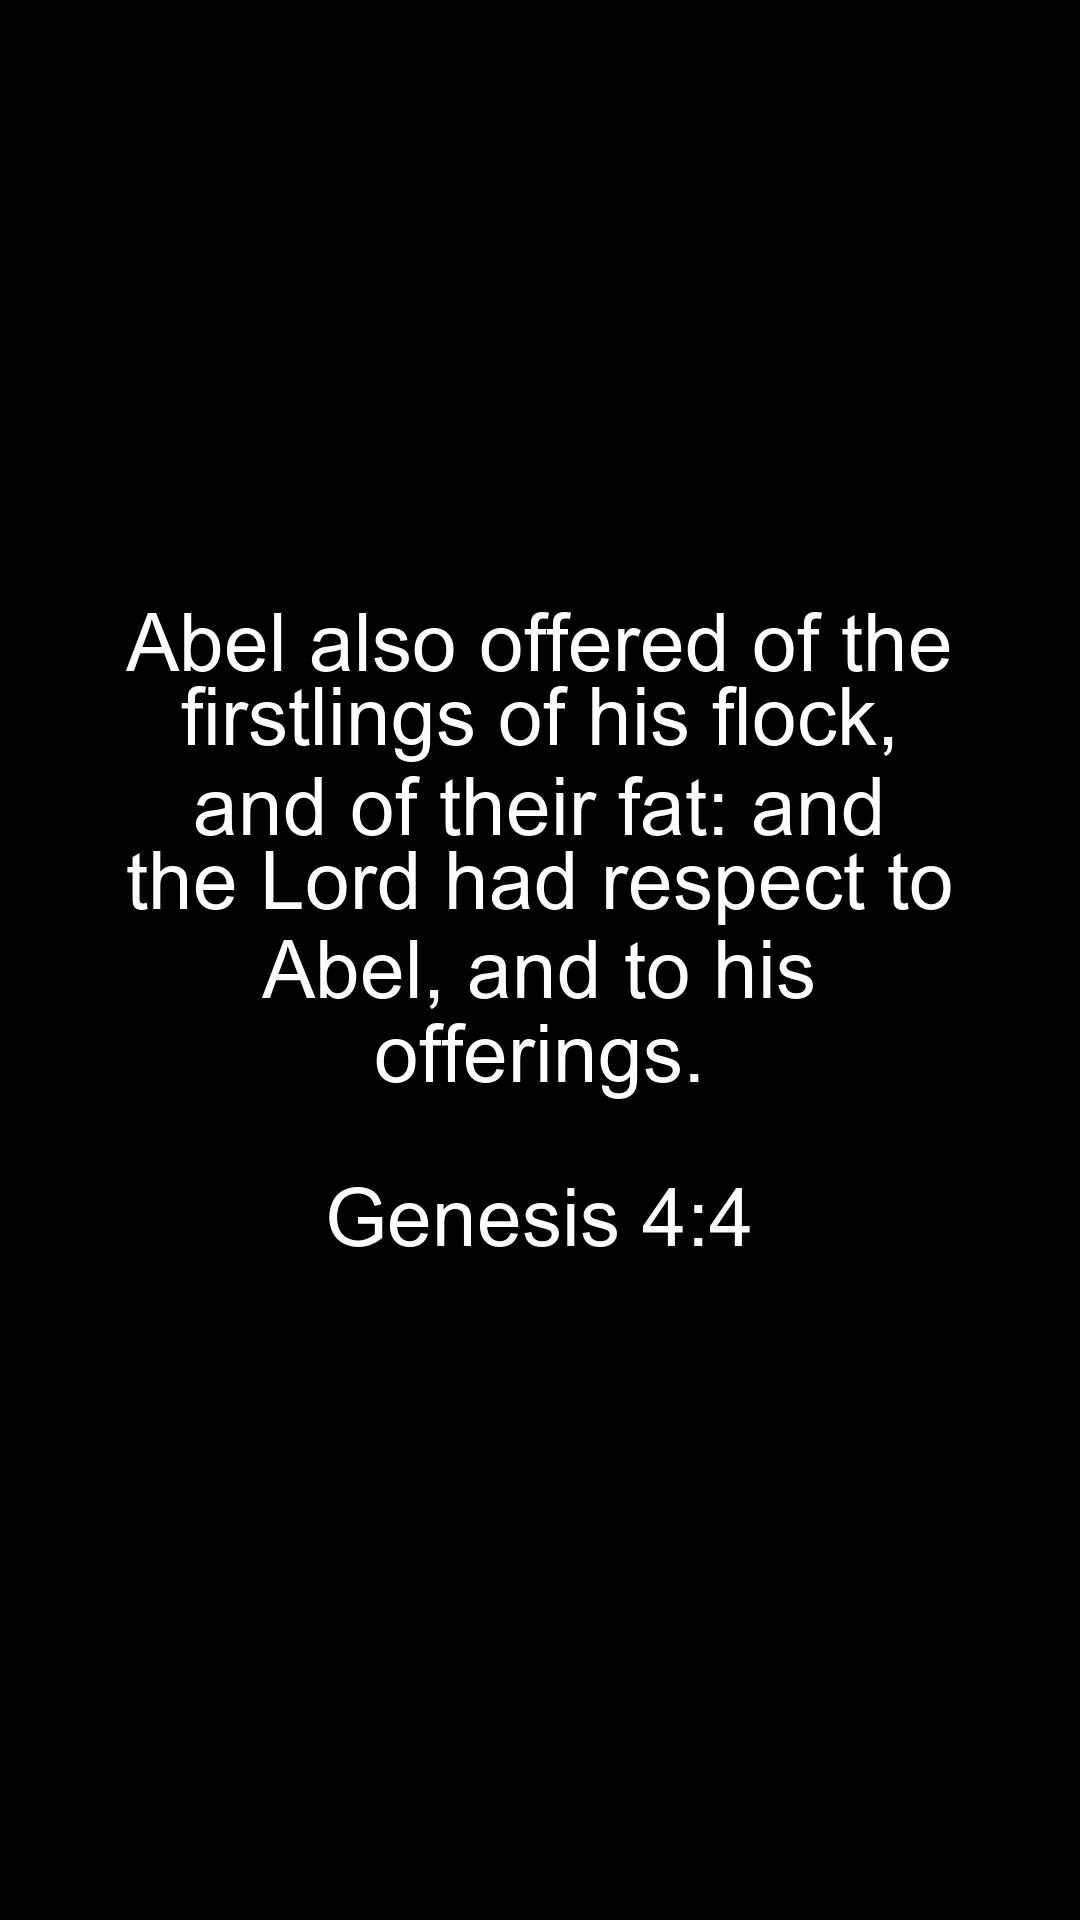 Abel also offered of the
firstlings of his flock,
and of their fat: and
the Lord had respect to
Abel, and to his
offerings.
Genesis 4:4